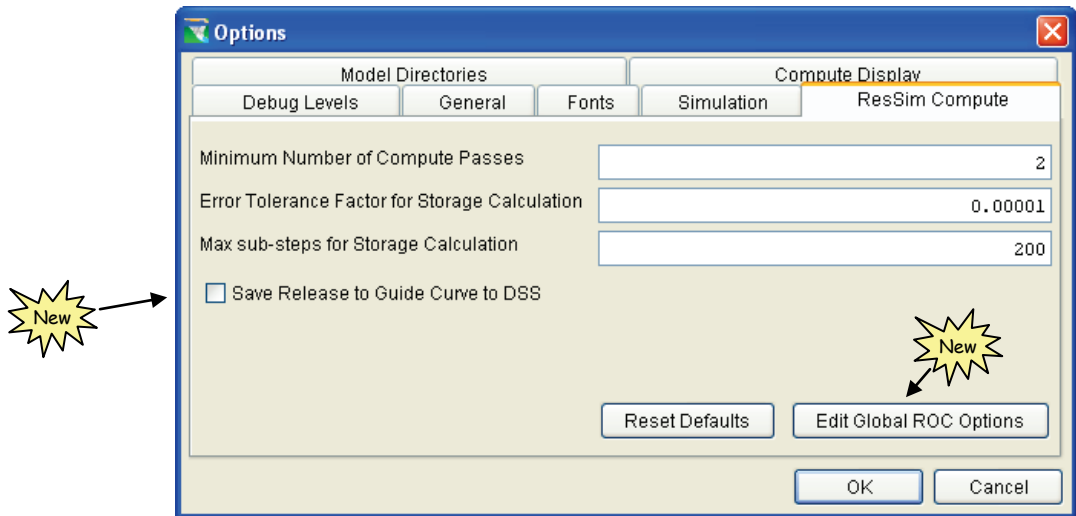 Options
Model Directories
Compute Display
Debug Levels
General
Fonts
Simulation
ResSim Compute
Minimum Number of Compute Passes
2
Error Tolerance Factor for Storage Calculation
0.00001
Max sub-steps for Storage Calculation
200
Save Release to Guide Curve to DSS
New
New
Reset Defaults
Edit Global ROC Options
OK
Cancel